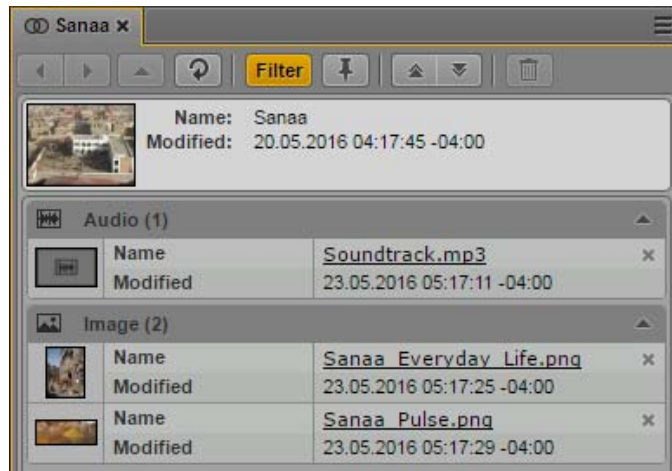 Sanaa
Filter
Name: Sanaa
Modified: 20.05.2016 04:17:45 -04:00
Audio (1)
Name Soundtrack.mp3
Modified 23.05.2016 05:17:11 -04:00
Image (2)
Name Sanaa_Everyday_Life.png
Modified 23.05.2016 05:17:25 -04:00
Name Sanaa_Pulse.png
Modified 23.05.2016 05:17:29 -04:00